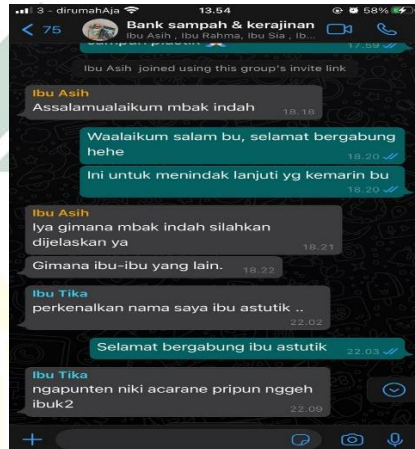 3 - dirumahAja 13.54 58%
75 Bank sampah & kerajinan
Ibu Asih , Ibu Rahma, Ibu Sia , Ib...
sampah plastik 17.59
Ibu Asih joined using this group's invite link
Ibu Asih
Assalamualaikum mbak indah 18.18
Waalaikum salam bu, selamat bergabung
hehe 18.20
Ini untuk menindak lanjuti yg kemarin bu
18.20
Ibu Asih
Iya gimana mbak indah silahkan
dijelaskan ya 18.21
Gimana ibu-ibu yang lain. 18.22
Ibu Tika
perkenalkan nama saya ibu astutik ..
22.02
Selamat bergabung ibu astutik 22.03
Ibu Tika
ngapunten niki acarane pripun nggeh
ibuk2 22.09